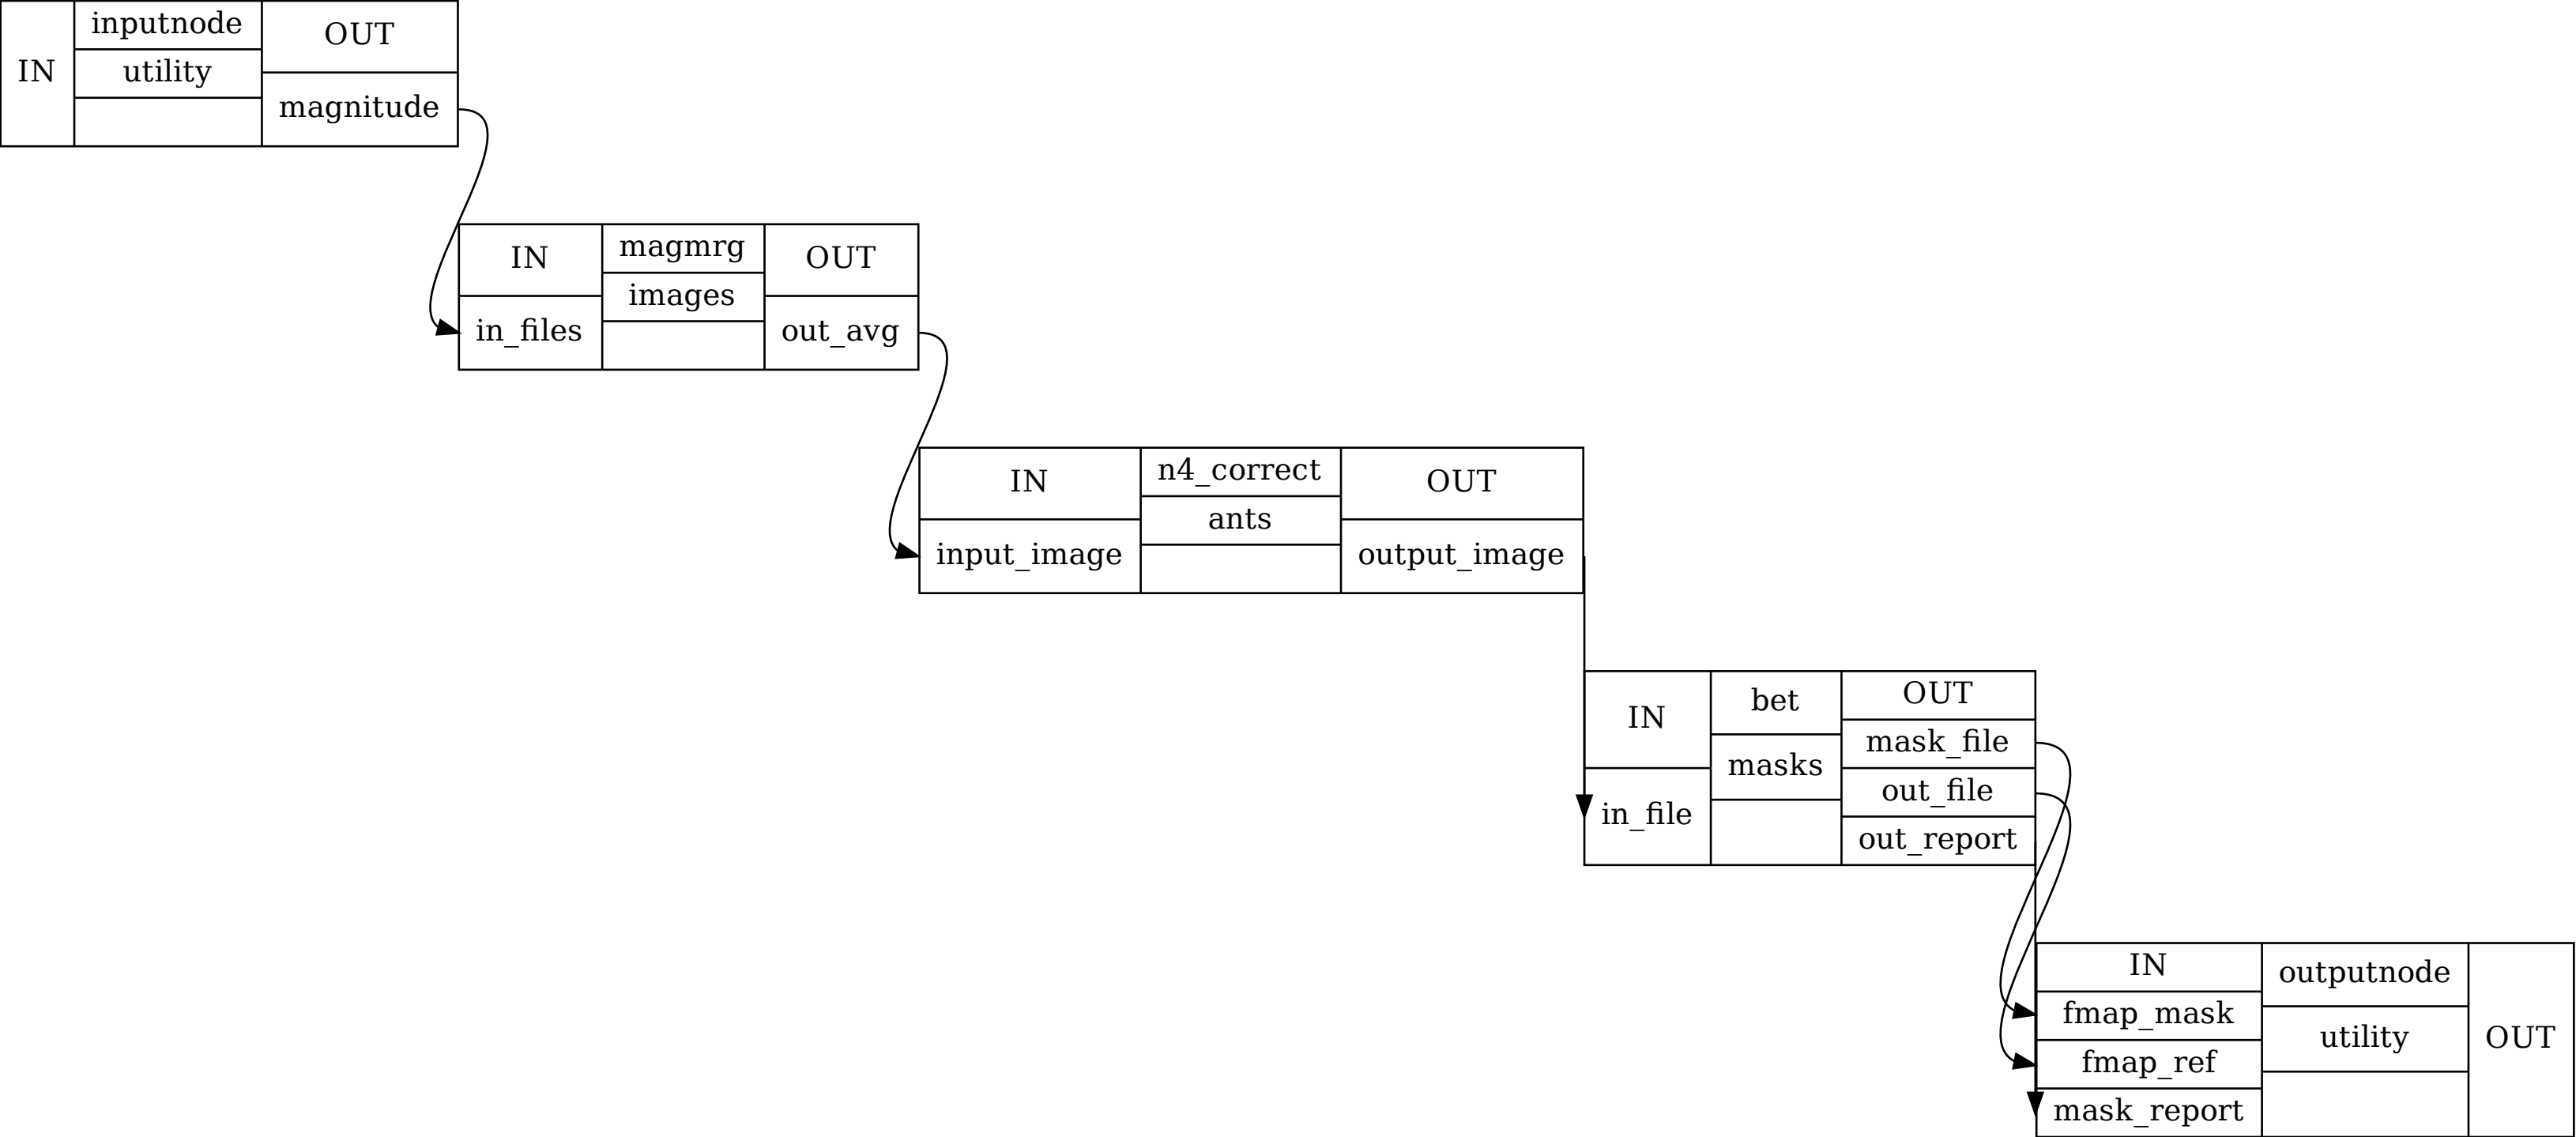 IN
inputnode
utility
OUT
magnitude
IN
in_files
magmrg
images
OUT
out_avg
IN
input_image
n4_correct
ants
OUT
output_image
IN
in_file
bet
masks
OUT
mask_file
out_file
out_report
IN
fmap_mask
fmap_ref
mask_report
outputnode
utility
OUT